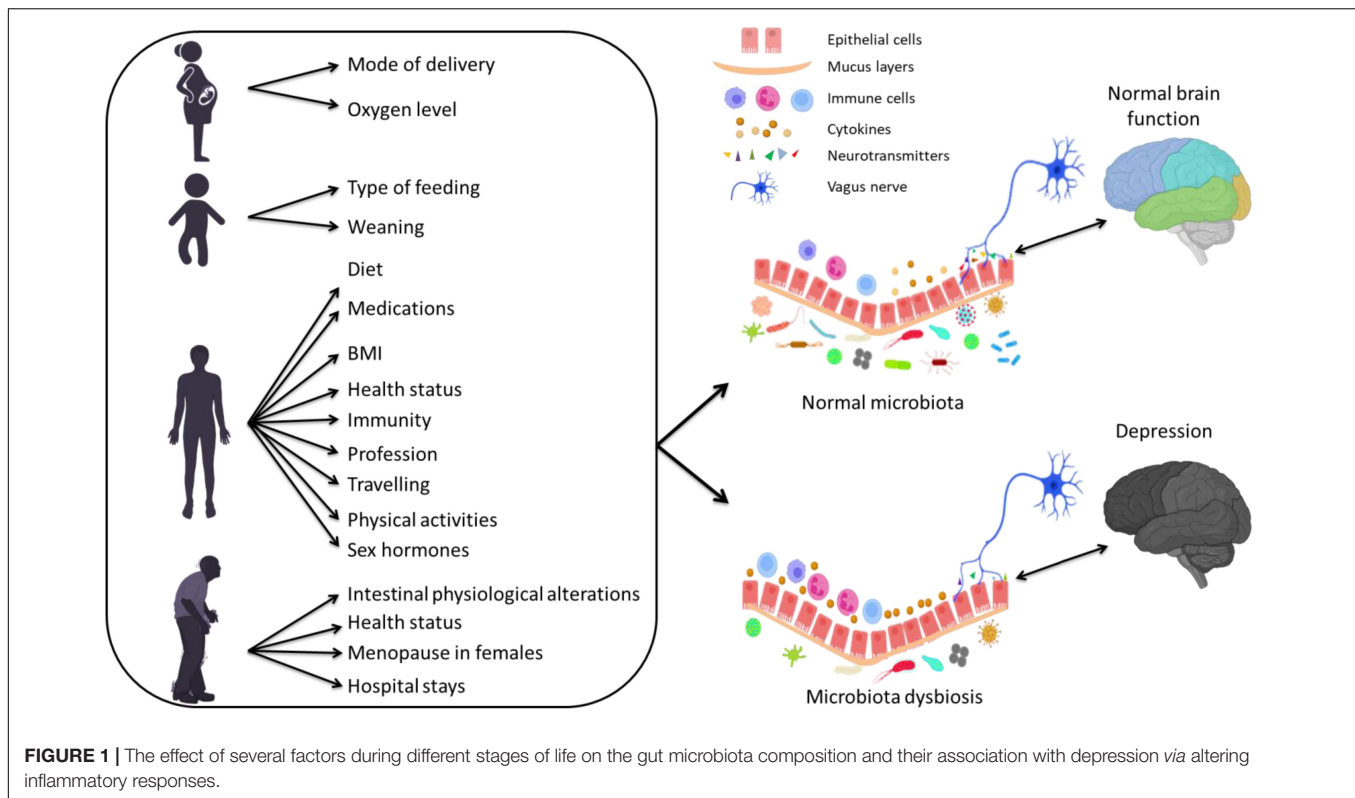 Mode of delivery
Oxygen level
Type of feeding
Weaning
Diet
Medications
BMI
Health status
Immunity
Profession
Travelling
Physical activities
Sex hormones
Intestinal physiological alterations
Health status
Menopause in females
Hospital stays
Epithelial cells
Mucus layers
Immune cells
Cytokines
Neurotransmitters
Vagus nerve
Normal brain
function
Normal microbiota
Depression
Microbiota dysbiosis
FIGURE 1 | The effect of several factors during different stages of life on the gut microbiota composition and their association with depression via altering
inflammatory responses.